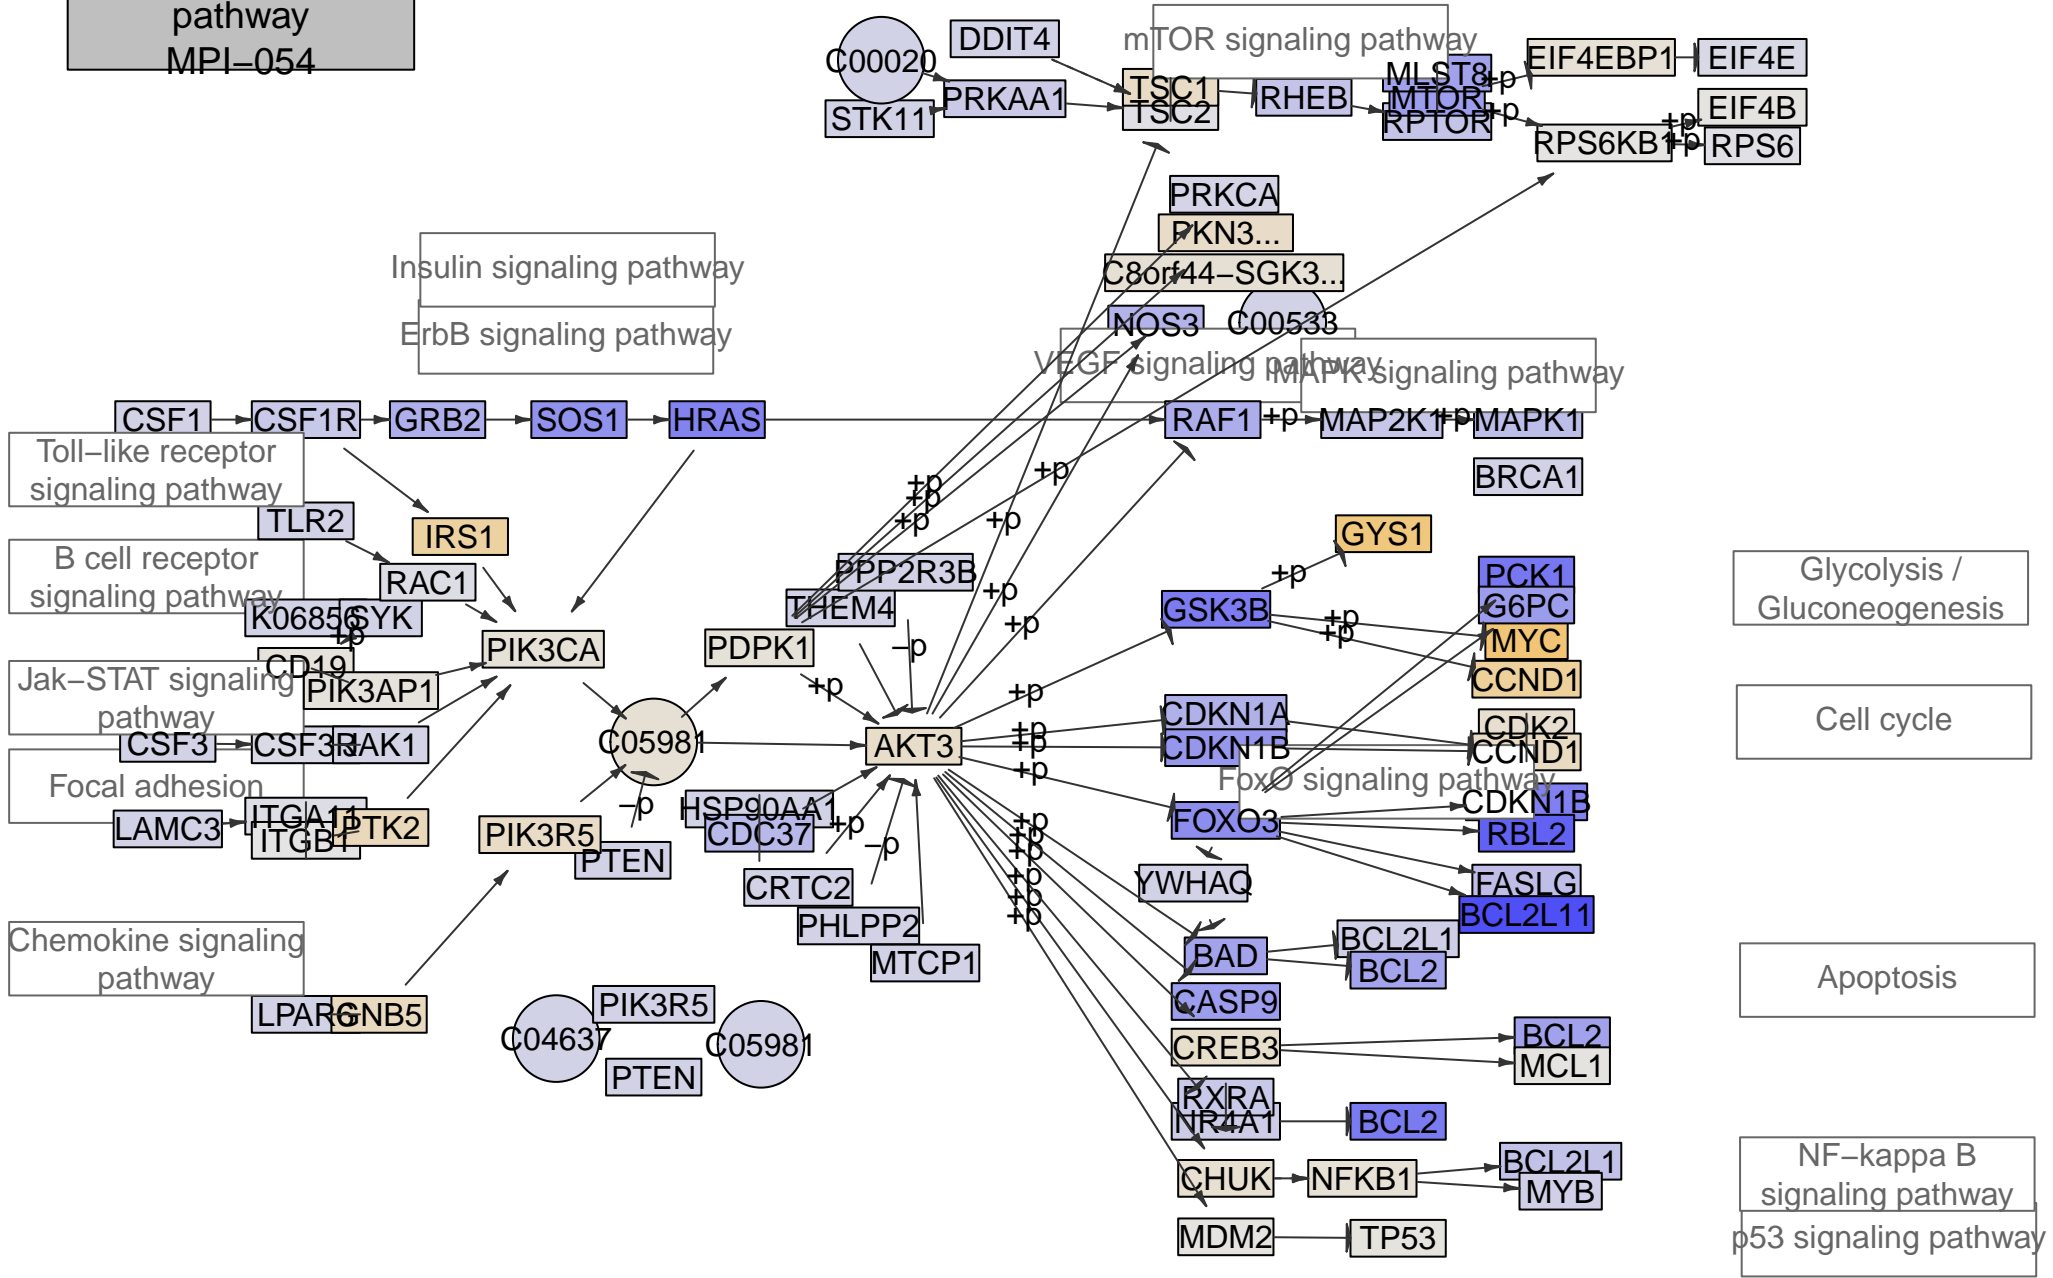 pathway
MPI−054
C00020
DDIT4
mTOR signaling pathway
EIF4EBP1
EIF4E
MLST8
+p
TSC1
PRKAA1
RHEB
MTOR
+p
EIF4B
STK11
TSC2
RPTOR
+p
RPS6KB1
+p
RPS6
PRKCA
PKN3...
C8orf44−SGK3...
Insulin signaling pathway
NOS3
C00533
ErbB signaling pathway
VEGF signaling pathway
MAPK signaling pathway
CSF1
CSF1R
GRB2
SOS1
HRAS
RAF1
+p
MAP2K1
+p
MAPK1
Toll−like receptor
signaling pathway
BRCA1
+p
+p
+p
+p
+p
TLR2
IRS1
GYS1
B cell receptor
signaling pathway
RAC1
PPP2R3B
+p
+p
PCK1
Glycolysis /
Gluconeogenesis
THEM4
G6PC
K06856
SYK
+p
GSK3B
+p
+p
+p
MYC
PIK3CA
PDPK1
−p
CD19
CCND1
Jak−STAT signaling
pathway
PIK3AP1
+p
+p
CDKN1A
CDK2
Cell cycle
CSF3
CSF3R
JAK1
C05981
AKT3
+p
+p
CDKN1B
CCND1
+p
FoxO signaling pathway
Focal adhesion
ITGA11
−p
HSP90AA1
CDKN1B
LAMC3
ITGB1
PTK2
PIK3R5
CDC37
+p
+p
+p
+p
FOXO3
RBL2
PTEN
−p
CRTC2
+p
+p
+p
YWHAQ
FASLG
PHLPP2
BCL2L11
Chemokine signaling
pathway
MTCP1
BAD
BCL2L1
BCL2
Apoptosis
LPAR6
GNB5
PIK3R5
CASP9
C04637
C05981
CREB3
BCL2
PTEN
MCL1
RXRA
NR4A1
BCL2
CHUK
NFKB1
BCL2L1
MYB
NF−kappa B
signaling pathway
MDM2
TP53
p53 signaling pathway